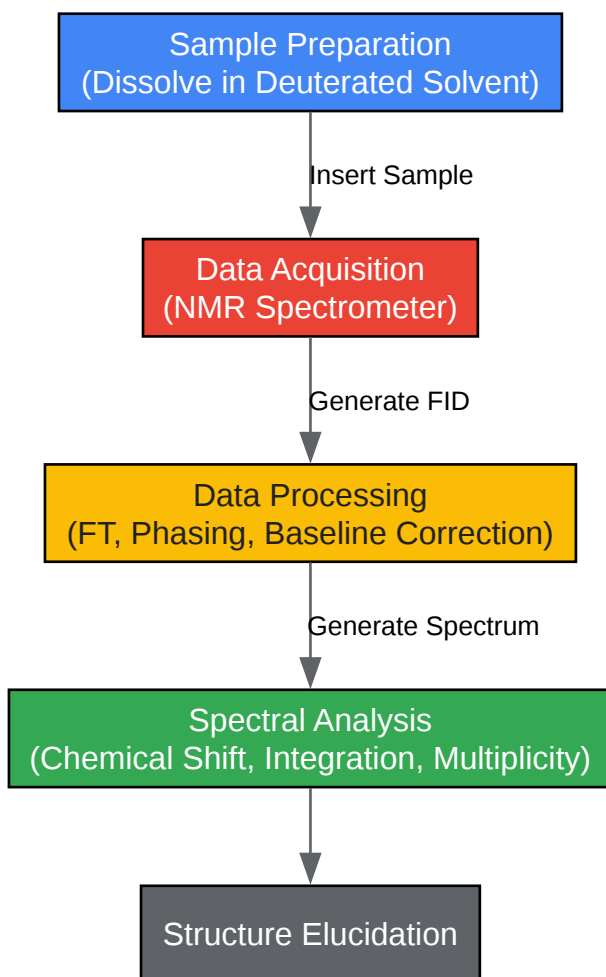 Sample Preparation
(Dissolve in Deuterated Solvent)
Insert Sample
Data Acquisition
(NMR Spectrometer)
Generate FID
Data Processing
(FT, Phasing, Baseline Correction)
Generate Spectrum
Spectral Analysis
(Chemical Shift, Integration, Multiplicity)
Structure Elucidation